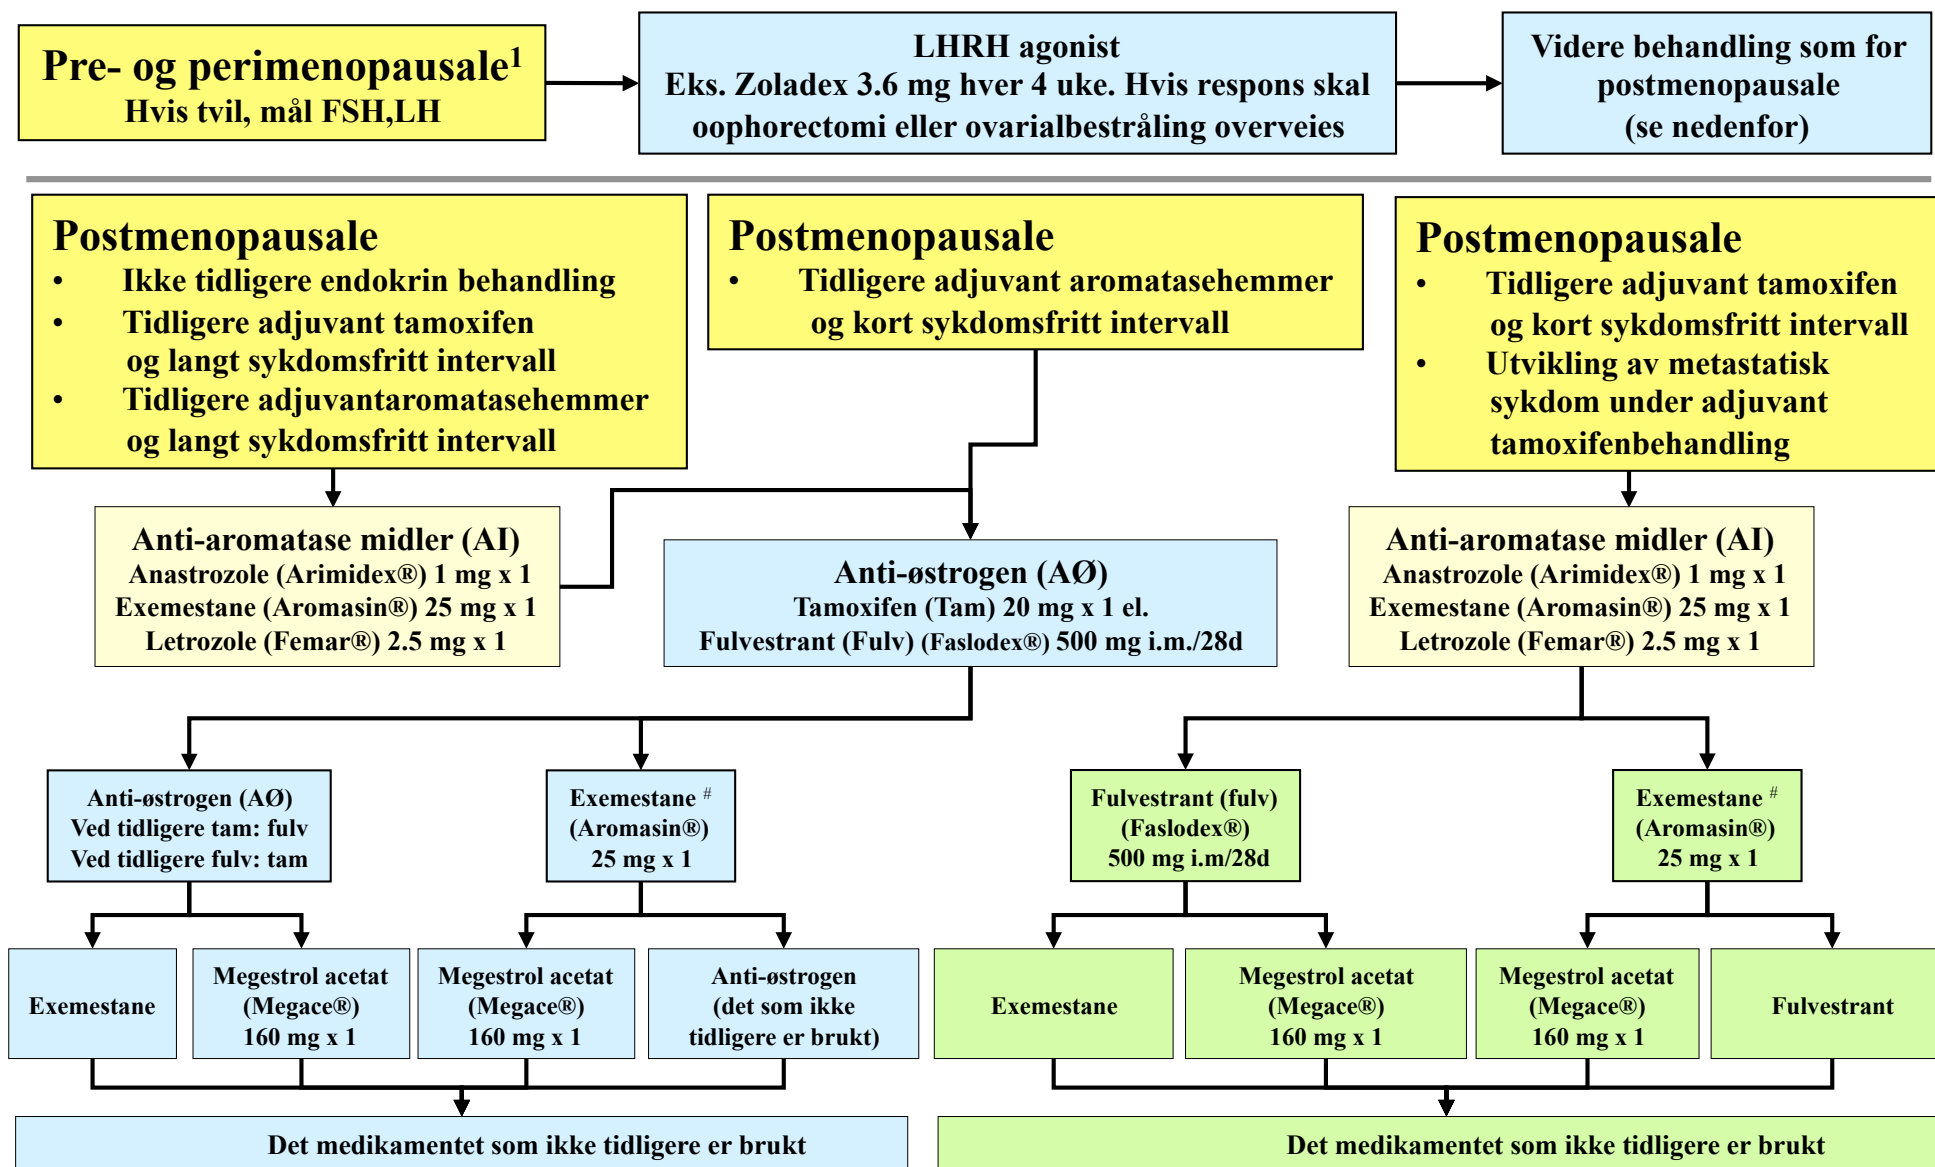 Pre- og perimenopausale1
Hvis tvil, mål FSH,LH
LHRH agonist
Eks. Zoladex 3.6 mg hver 4 uke. Hvis respons skal
oophorectomi eller ovarialbestråling overveies
Videre behandling som for
postmenopausale
(se nedenfor)
Postmenopausale
• Ikke tidligere endokrin behandling
• Tidligere adjuvant tamoxifen
og langt sykdomsfritt intervall
• Tidligere adjuvantaromatasehemmer
og langt sykdomsfritt intervall
Postmenopausale
• Tidligere adjuvant aromatasehemmer
og kort sykdomsfritt intervall
Postmenopausale
• Tidligere adjuvant tamoxifen
og kort sykdomsfritt intervall
• Utvikling av metastatisk
sykdom under adjuvant
tamoxifenbehandling
Anti-aromatase midler (AI)
Anastrozole (Arimidex®) 1 mg x 1
Exemestane (Aromasin®) 25 mg x 1
Letrozole (Femar®) 2.5 mg x 1
Anti-østrogen (AØ)
Tamoxifen (Tam) 20 mg x 1 el.
Fulvestrant (Fulv) (Faslodex®) 500 mg i.m./28d
Anti-aromatase midler (AI)
Anastrozole (Arimidex®) 1 mg x 1
Exemestane (Aromasin®) 25 mg x 1
Letrozole (Femar®) 2.5 mg x 1
Anti-østrogen (AØ)
Ved tidligere tam: fulv
Ved tidligere fulv: tam
Exemestane #
(Aromasin®)
25 mg x 1
Fulvestrant (fulv)
(Faslodex®)
500 mg i.m/28d
Exemestane #
(Aromasin®)
25 mg x 1
Exemestane
Megestrol acetat
(Megace®)
160 mg x 1
Megestrol acetat
(Megace®)
160 mg x 1
Anti-østrogen
(det som ikke
tidligere er brukt)
Exemestane
Megestrol acetat
(Megace®)
160 mg x 1
Megestrol acetat
(Megace®)
160 mg x 1
Fulvestrant
Det medikamentet som ikke tidligere er brukt
Det medikamentet som ikke tidligere er brukt